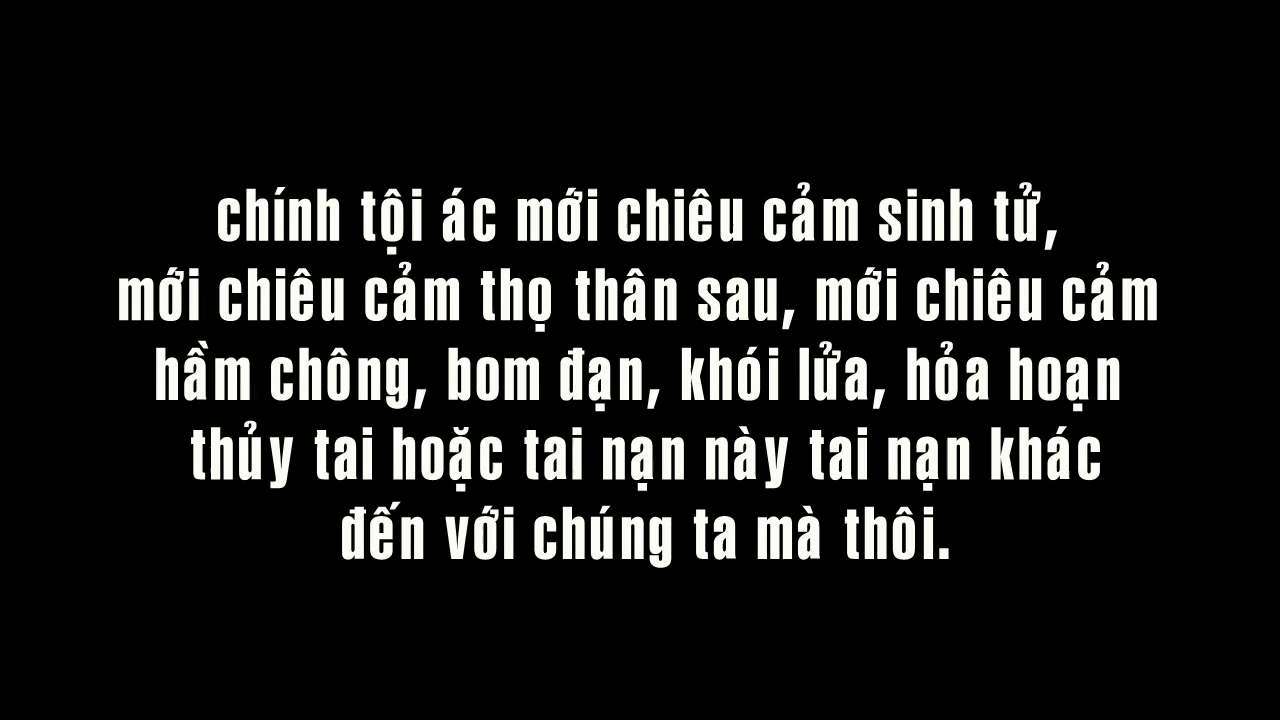 chính tội ác mới chiêu cảm sinh tử,
mới chiêu cảm thọ thân sau, mới chiêu cảm
hầm chông, bom đạn, khói lửa, hỏa hoạn
thủy tai hoặc tai nạn này tai nạn khác
đến với chúng ta mà thôi.